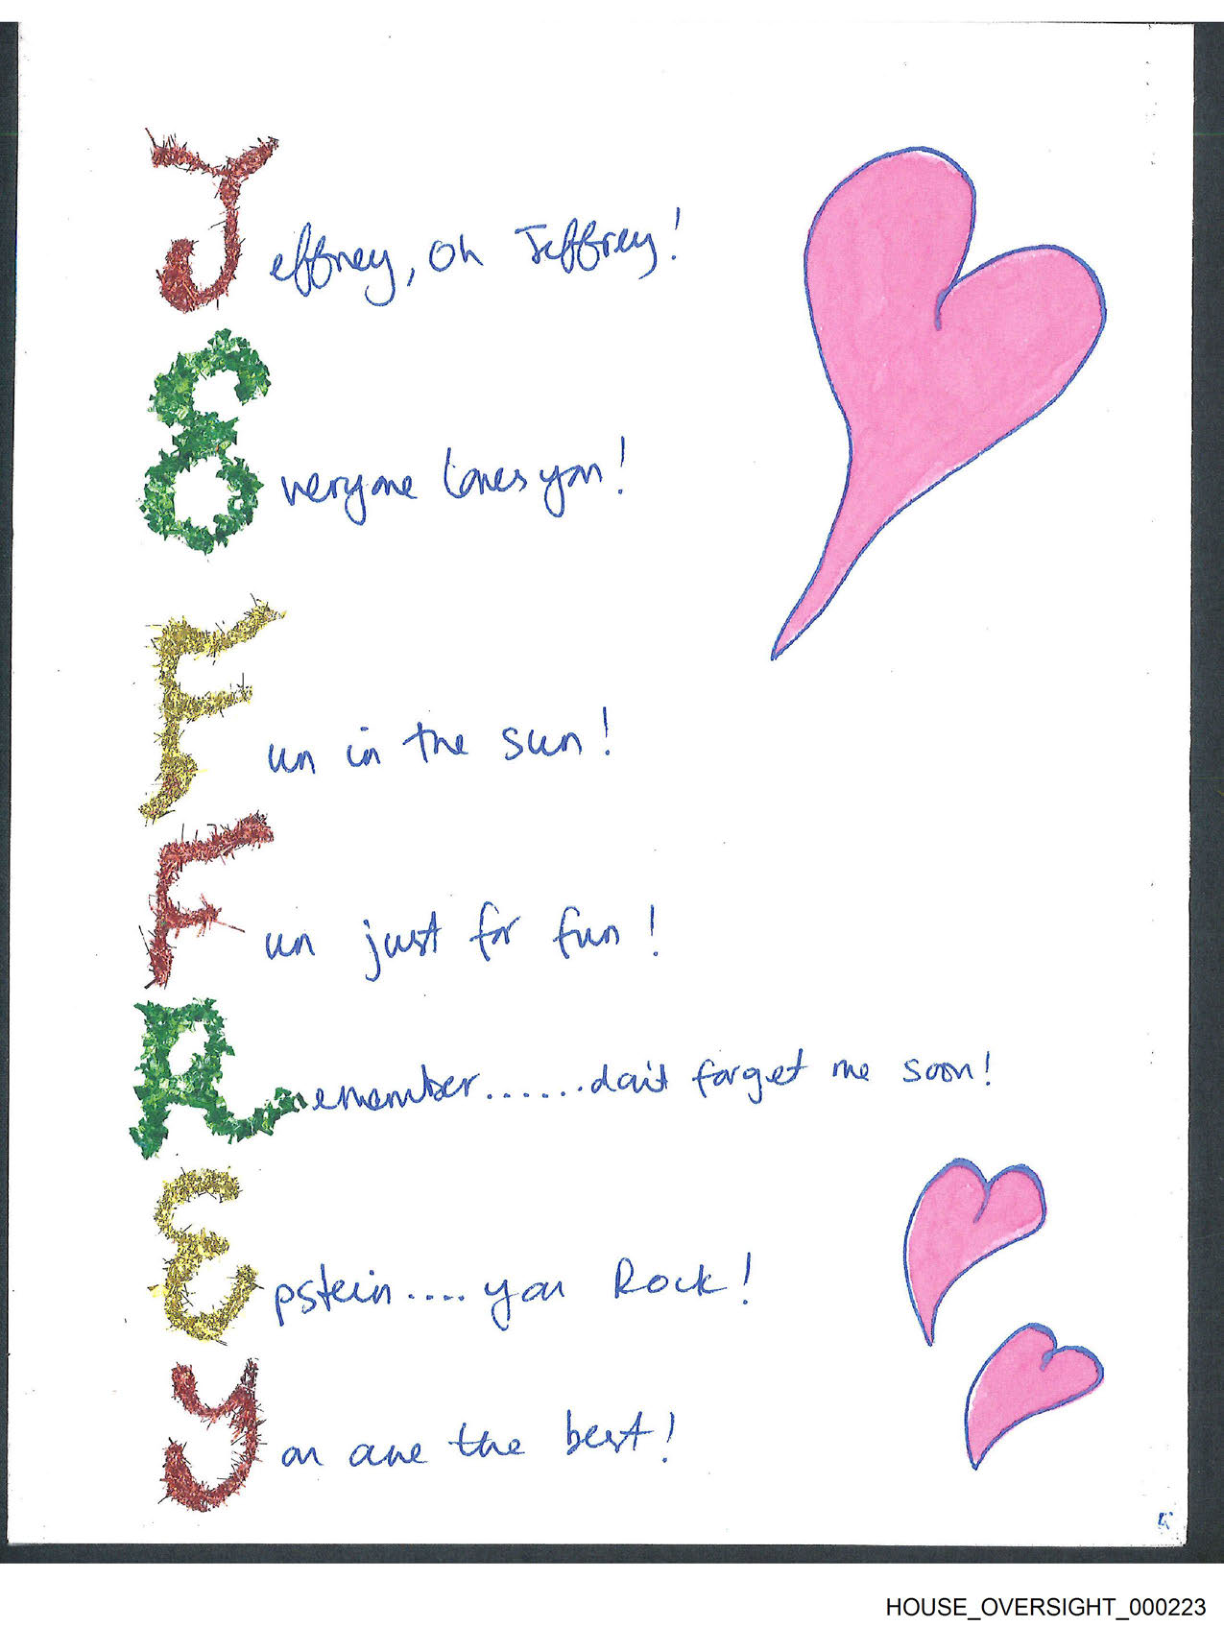 Jeffrey, oh Jeffrey!
Everyone loves you!
Fun in the sun!
Fun just for fun!
Remember......don't forget me soon!
Epstein.... you Rock!
You are the best!
HOUSE_OVERSIGHT_000223